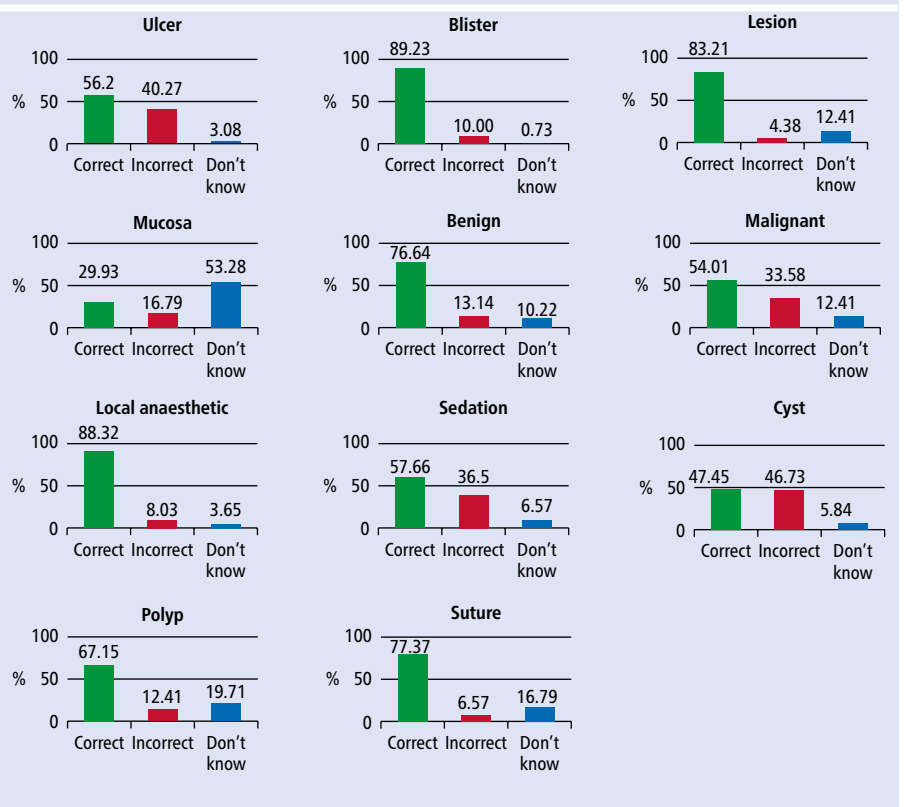 Ulcer
100
50
0
%
56.2
40.27
3.08
Correct Incorrect Don't
know
Blister
100
50
0
%
89.23
10.00
0.73
Correct Incorrect Don't
know
Lesion
100
50
0
%
83.21
4.38
12.41
Correct Incorrect Don't
know
Mucosa
100
50
0
%
29.93
16.79
53.28
Correct Incorrect Don't
know
Benign
100
50
0
%
76.64
13.14
10.22
Correct Incorrect Don't
know
Malignant
100
50
0
%
54.01
33.58
12.41
Correct Incorrect Don't
know
Local anaesthetic
100
50
0
%
88.32
8.03
3.65
Correct Incorrect Don't
know
Sedation
100
50
0
%
57.66
36.5
6.57
Correct Incorrect Don't
know
Cyst
100
50
0
%
47.45
46.73
5.84
Correct Incorrect Don't
know
Polyp
100
50
0
%
67.15
12.41
19.71
Correct Incorrect Don't
know
Suture
100
50
0
%
77.37
6.57
16.79
Correct Incorrect Don't
know